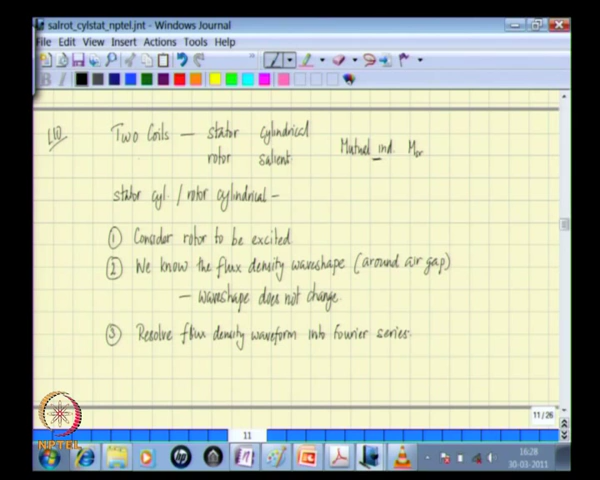 salrot_cylstat_nptel.jnt - Windows Journal
File Edit View Insert Actions Tools Help
L10
Two Coils — stator cylindrical
rotor salient
Mutual ind. Msr
stator cyl. / rotor cylindrical -
① Consider rotor to be excited.
② We know the flux density waveshape (around air gap)
— waveshape does not change.
③ Resolve flux density waveform into Fourier series.
11/26
11
NPTEL
16:28
30-03-2011